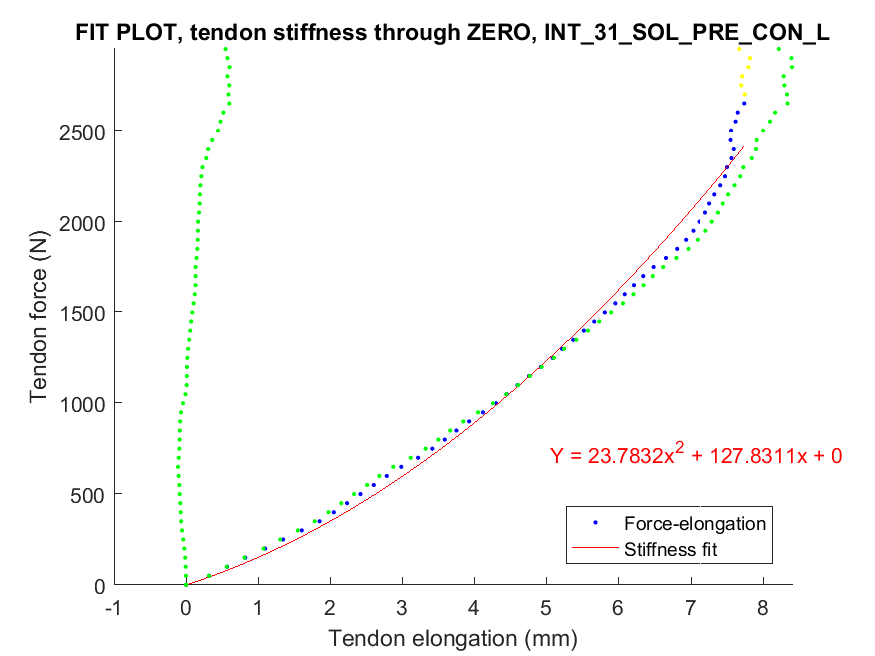 FIT PLOT, tendon stiffness through ZERO, INT_31_SOL_PRE_CON_L
Tendon force (N)
2500
2000
1500
1000
500
0
Y = 23.7832x² + 127.8311x + 0
Force-elongation
Stiffness fit
-1 0 1 2 3 4 5 6 7 8
Tendon elongation (mm)